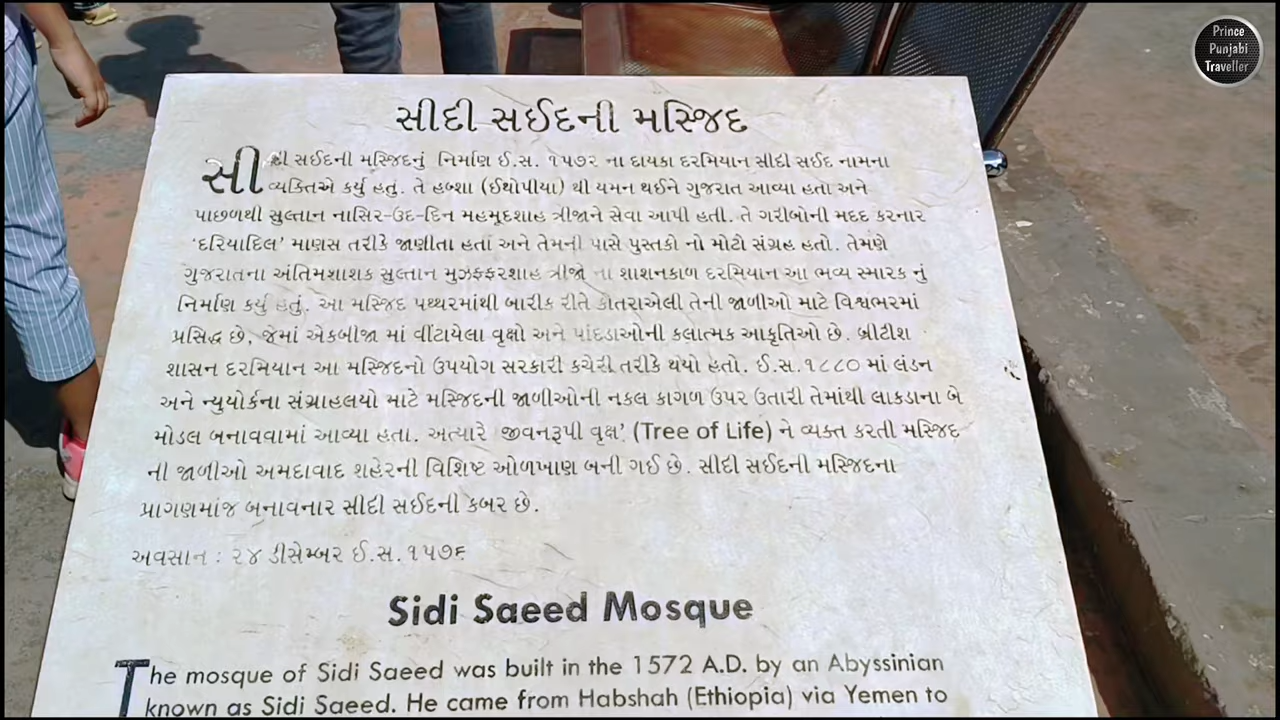 Prince
Punjabi
Traveller
સીદી સઈદની મસ્જિદ
સીદી સઈદની મસ્જિદનું નિર્માણ ઈ.સ. ૧૫૭૨ ના દાયકા દરમિયાન સીદી સઈદ નામના
વ્યક્તિએ કર્યું હતું. તે હબ્શા (ઈથોપીયા) થી યમન થઈને ગુજરાત આવ્યા હતા અને
પાછળથી સુલ્તાન નાસિર-ઉદ-દિન મહમૂદશાહ ત્રીજાને સેવા આપી હતી. તે ગરીબોની મદદ કરનાર
'દરિયાદિલ' માણસ તરીકે જાણીતા હતાં અને તેમની પાસે પુસ્તકો નો મોટો સંગ્રહ હતો. તેમણે
ગુજરાતના અંતિમશાશક સુલ્તાન મુઝફ્ફરશાહ ત્રીજો ના શાશનકાળ દરમિયાન આ ભવ્ય સ્મારક નું
નિર્માણ કર્યું હતું. આ મસ્જિદ પથ્થરમાંથી બારીક રીતે કોતરાએલી તેની જાળીઓ માટે વિશ્વભરમાં
પ્રસિદ્ધ છે, જેમાં એકબીજા માં વીંટાયેલા વૃક્ષો અને પાંદડાઓની કલાત્મક આકૃતિઓ છે. બ્રીટીશ
શાસન દરમિયાન આ મસ્જિદનો ઉપયોગ સરકારી કચેરી તરીકે થયો હતો. ઈ.સ.૧૮૮૦ માં લંડન
અને ન્યુયોર્કના સંગ્રાહલયો માટે મસ્જિદની જાળીઓની નકલ કાગળ ઉપર ઉતારી તેમાંથી લાકડાના બે
મોડલ બનાવવામાં આવ્યા હતા. અત્યારે 'જીવનરૂપી વૃક્ષ' (Tree of Life) ને વ્યક્ત કરતી મસ્જિદ
ની જાળીઓ અમદાવાદ શહેરની વિશિષ્ટ ઓળખાણ બની ગઈ છે. સીદી સઈદની મસ્જિદના
પ્રાગણમાંજ બનાવનાર સીદી સઈદની કબર છે.
અવસાન : ૨૪ ડીસેમ્બર ઈ.સ.૧૫૭૬
Sidi Saeed Mosque
The mosque of Sidi Saeed was built in the 1572 A.D. by an Abyssinian
known as Sidi Saeed. He came from Habshah (Ethiopia) via Yemen to